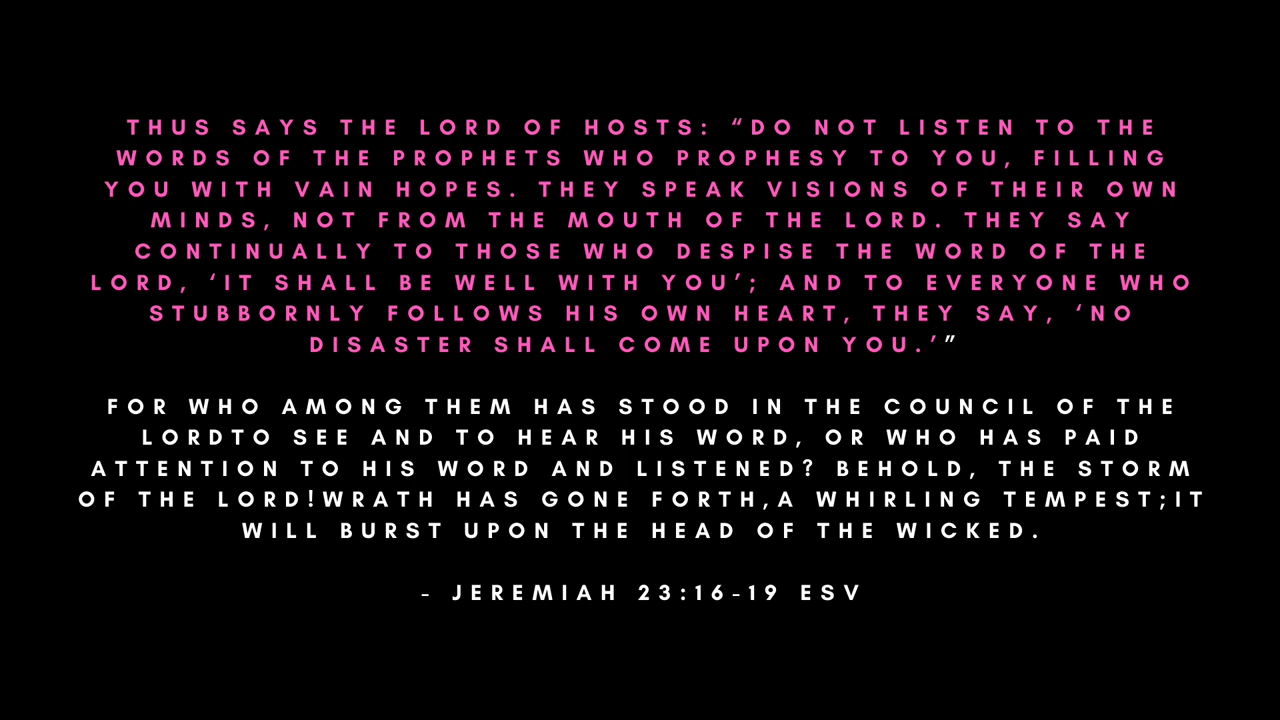 THUS SAYS THE LORD OF HOSTS: “DO NOT LISTEN TO THE
WORDS OF THE PROPHETS WHO PROPHESY TO YOU, FILLING
YOU WITH VAIN HOPES. THEY SPEAK VISIONS OF THEIR OWN
MINDS, NOT FROM THE MOUTH OF THE LORD. THEY SAY
CONTINUALLY TO THOSE WHO DESPISE THE WORD OF THE
LORD, ‘IT SHALL BE WELL WITH YOU’; AND TO EVERYONE WHO
STUBBORNLY FOLLOWS HIS OWN HEART, THEY SAY, ‘NO
DISASTER SHALL COME UPON YOU.’”
FOR WHO AMONG THEM HAS STOOD IN THE COUNCIL OF THE
LORDTO SEE AND TO HEAR HIS WORD, OR WHO HAS PAID
ATTENTION TO HIS WORD AND LISTENED? BEHOLD, THE STORM
OF THE LORD!WRATH HAS GONE FORTH,A WHIRLING TEMPEST;IT
WILL BURST UPON THE HEAD OF THE WICKED.
- JEREMIAH 23:16-19 ESV